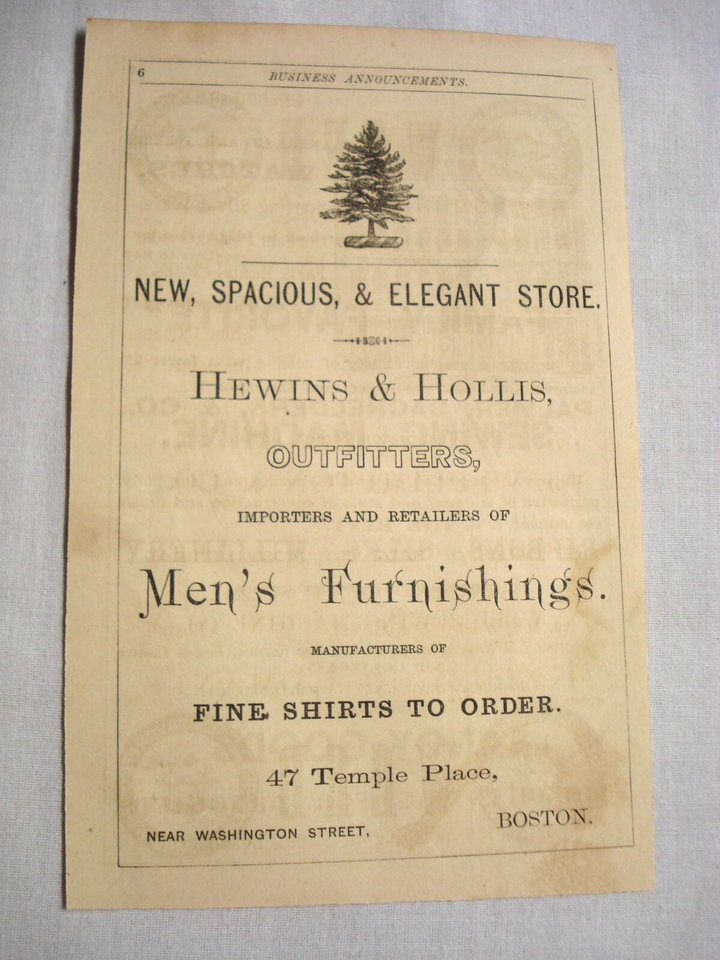 6
BUSINESS ANNOUNCEMENTS.
NEW, SPACIOUS, & ELEGANT STORE.
HEWINS & HOLLIS,
OUTFITTERS,
IMPORTERS AND RETAILERS OF
Men's Furnishings.
MANUFACTURERS OF
FINE SHIRTS TO ORDER.
47 Temple Place,
NEAR WASHINGTON STREET,
BOSTON.